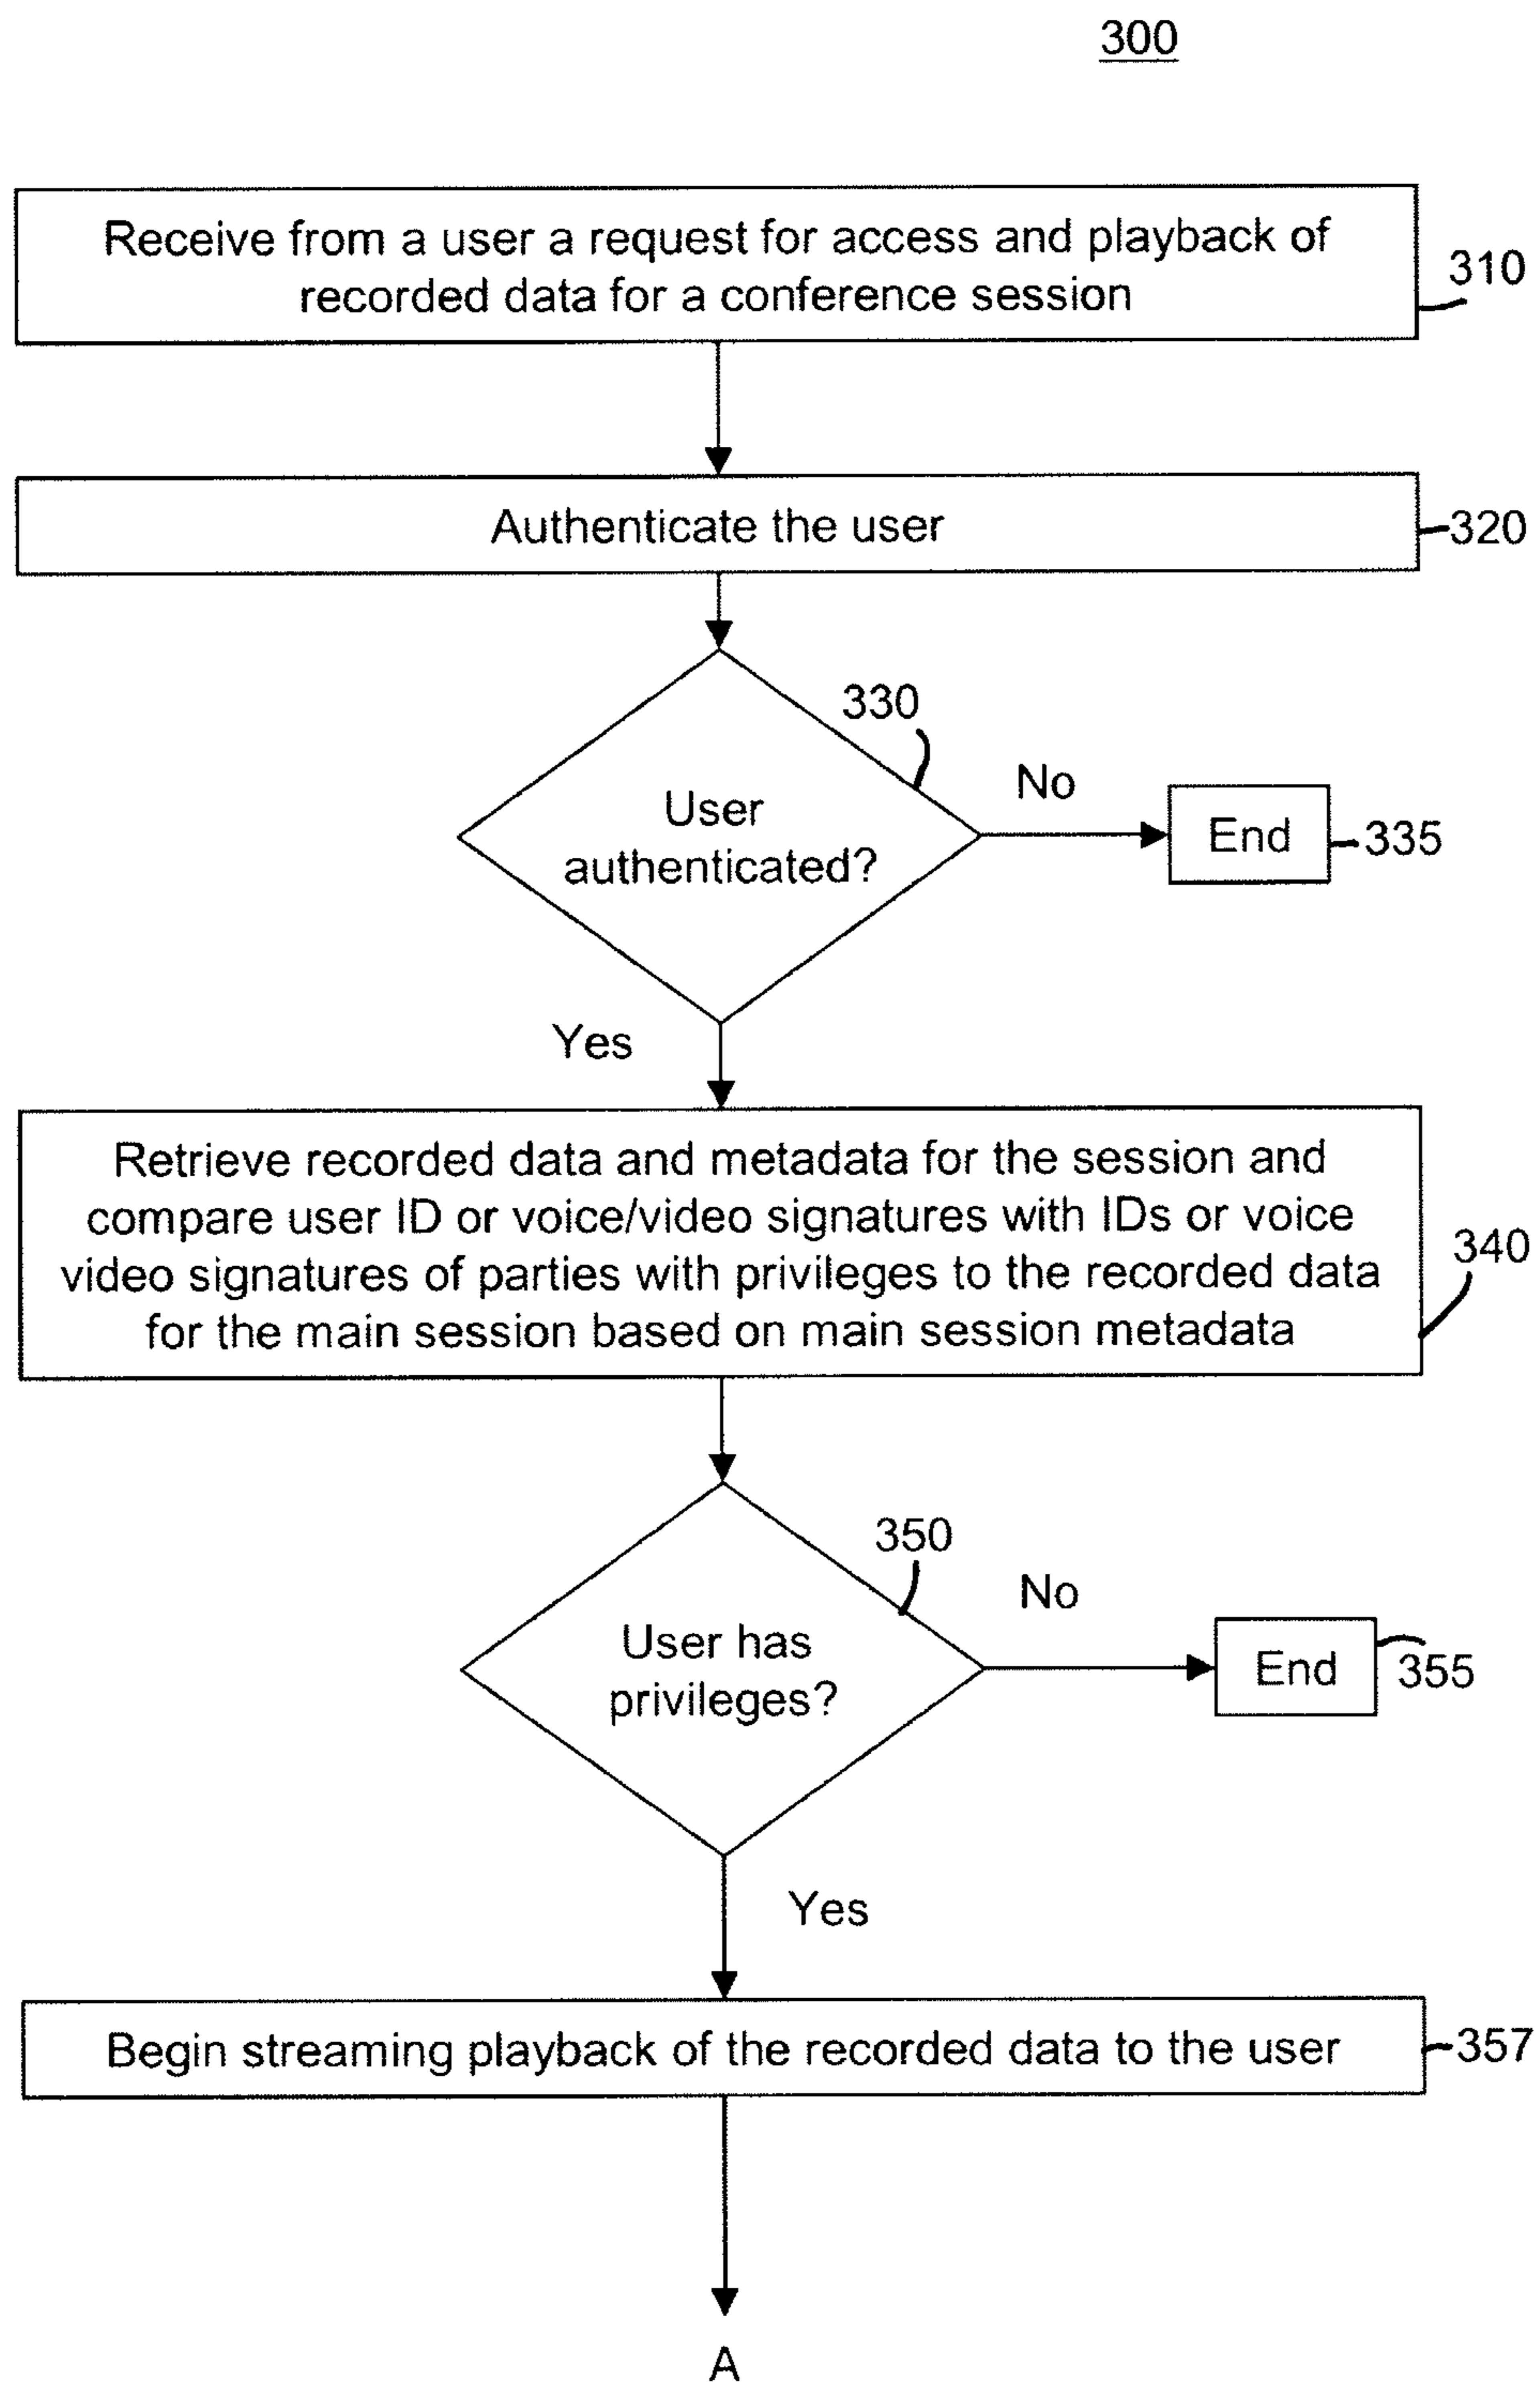 300
Receive from a user a request for access and playback of
recorded data for a conference session
310
Authenticate the user
320
330
User
authenticated?
No
End
335
Yes
Retrieve recorded data and metadata for the session and
compare user ID or voice/video signatures with IDs or voice
video signatures of parties with privileges to the recorded data
for the main session based on main session metadata
340
350
User has
privileges?
No
End
355
Yes
Begin streaming playback of the recorded data to the user
357
A